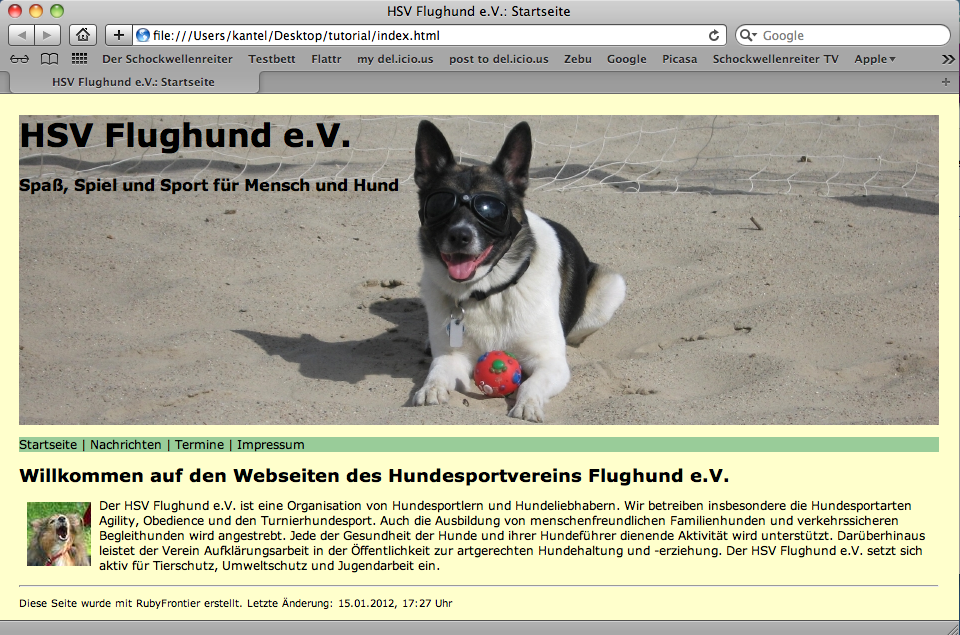 HSV Flughund e.V.: Startseite
file:///Users/kantel/Desktop/tutorial/index.html
Google
Der Schockwellenreiter Testbett Flattr my del.icio.us post to del.icio.us Zebu Google Picasa Schockwellenreiter TV Apple
HSV Flughund e.V.: Startseite
HSV Flughund e.V.
Spaß, Spiel und Sport für Mensch und Hund
Startseite | Nachrichten | Termine | Impressum
Willkommen auf den Webseiten des Hundesportvereins Flughund e.V.
Der HSV Flughund e.V. ist eine Organisation von Hundesportlern und Hundeliebhabern. Wir betreiben insbesondere die Hundesportarten
Agility, Obedience und den Turnierhundesport. Auch die Ausbildung von menschenfreundlichen Familienhunden und verkehrssicheren
Begleithunden wird angestrebt. Jede der Gesundheit der Hunde und ihrer Hundeführer dienende Aktivität wird unterstützt. Darüberhinaus
leistet der Verein Aufklärungsarbeit in der Öffentlichkeit zur artgerechten Hundehaltung und -erziehung. Der HSV Flughund e.V. setzt sich
aktiv für Tierschutz, Umweltschutz und Jugendarbeit ein.
Diese Seite wurde mit RubyFrontier erstellt. Letzte Änderung: 15.01.2012, 17:27 Uhr